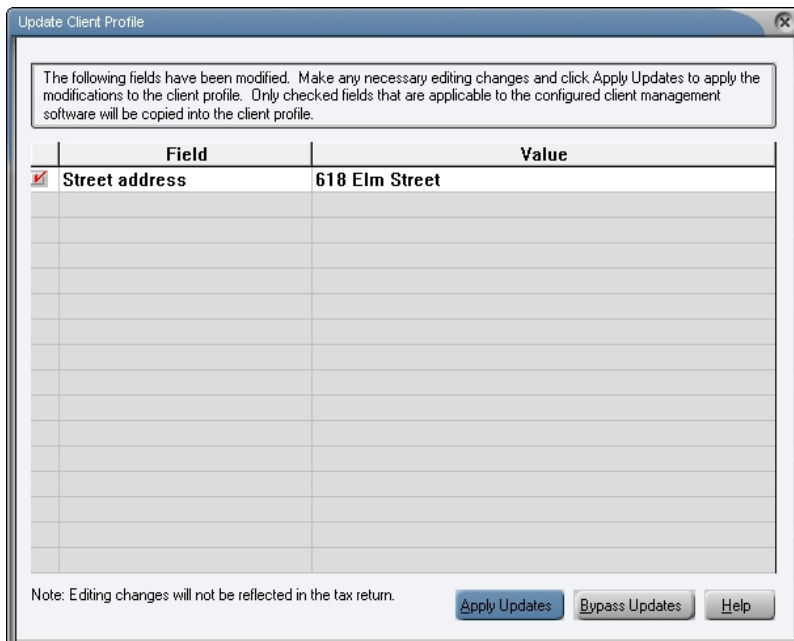 Update Client Profile
The following fields have been modified. Make any necessary editing changes and click Apply Updates to apply the
modifications to the client profile. Only checked fields that are applicable to the configured client management
software will be copied into the client profile.
Field Value
Street address 618 Elm Street
Note: Editing changes will not be reflected in the tax return.
Apply Updates Bypass Updates Help